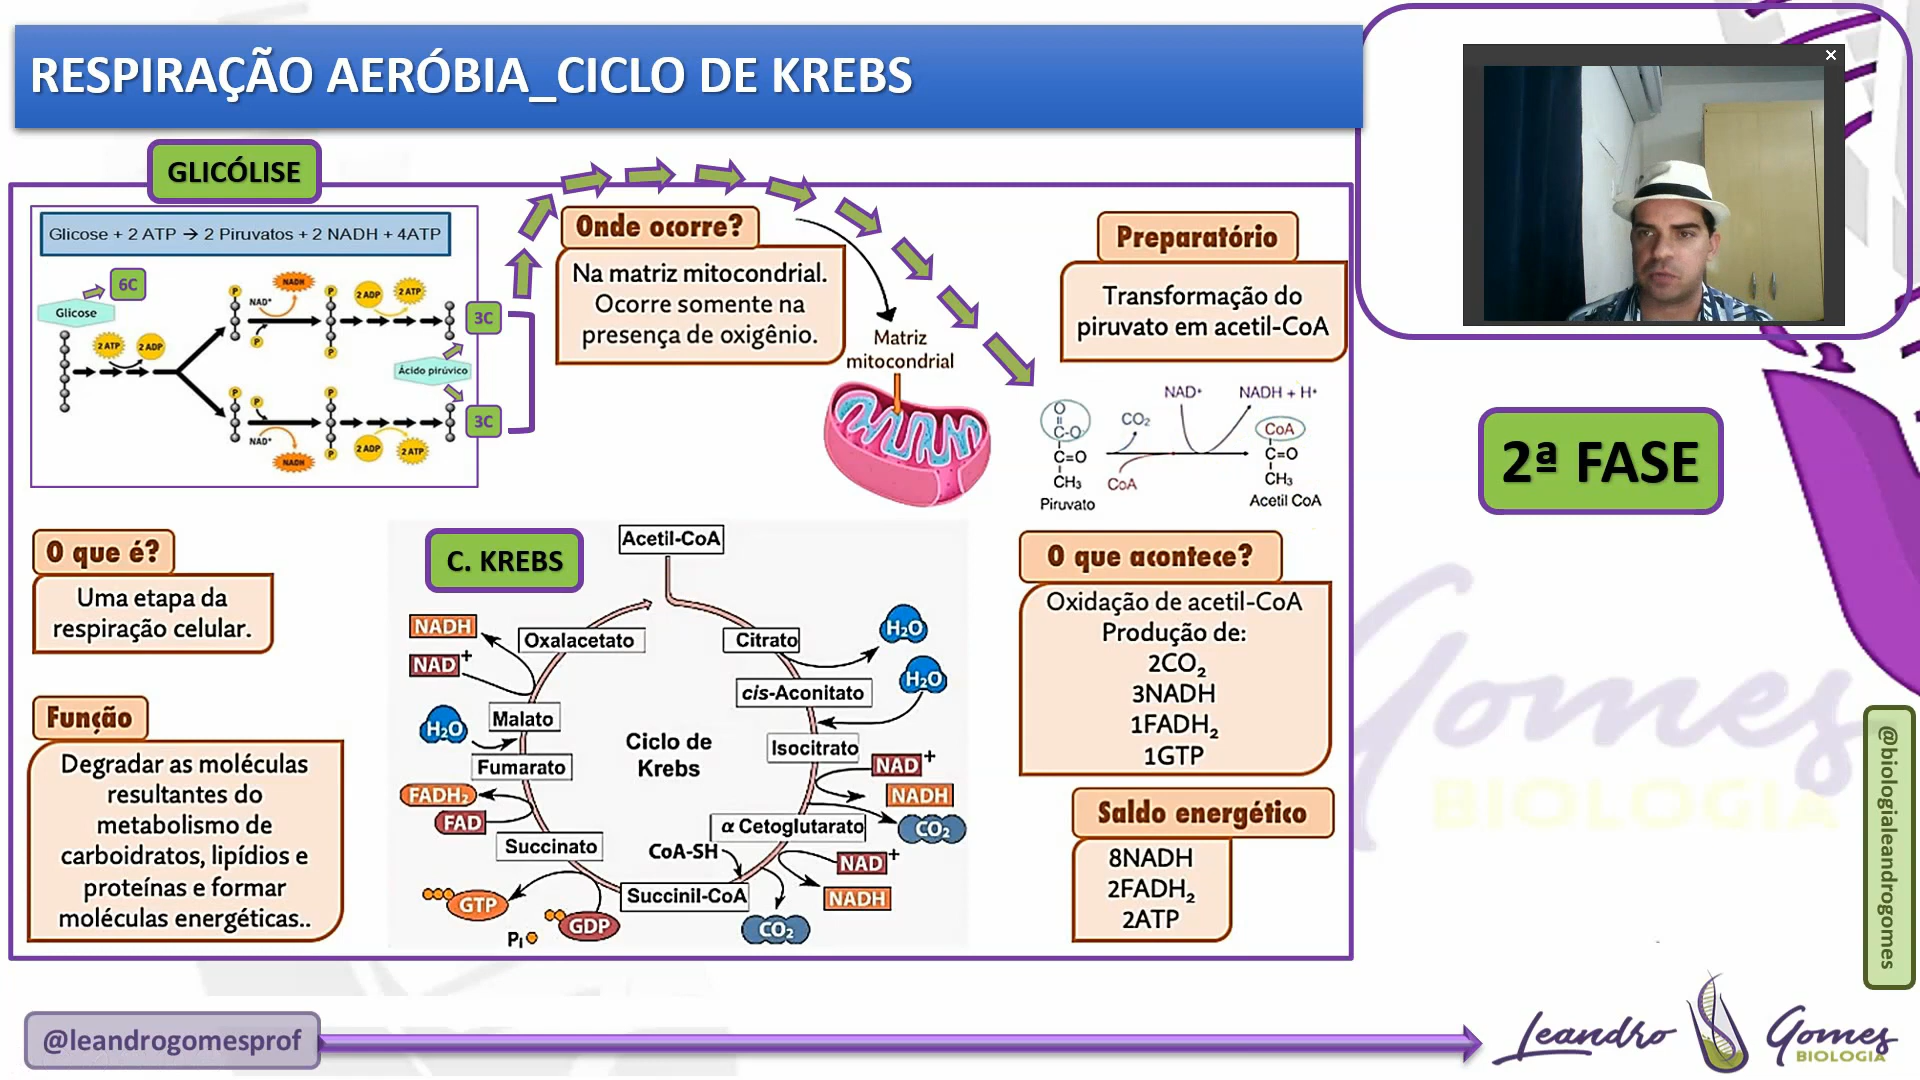 RESPIRAÇÃO AERÓBIA_CICLO DE KREBS
GLICÓLISE
Glicose + 2 ATP → 2 Piruvatos + 2 NADH + 4ATP
6C
Glicose
2 ATP
2 ADP
P
NAD⁺
NADH
P
P
P
2 ADP
2 ATP
3C
Ácido pirúvico
P
NAD⁺
NADH
P
P
P
2 ADP
2 ATP
3C
Onde ocorre?
Na matriz mitocondrial.
Ocorre somente na
presença de oxigênio.
Matriz
mitocondrial
Preparatório
Transformação do
piruvato em acetil-CoA
O
C-O
C=O
CH₃
Piruvato
CO₂
CoA
NAD⁺
NADH + H⁺
CoA
C=O
CH₃
Acetil CoA
2ª FASE
O que é?
Uma etapa da
respiração celular.
Função
Degradar as moléculas
resultantes do
metabolismo de
carboidratos, lipídios e
proteínas e formar
moléculas energéticas..
C. KREBS
Acetil-CoA
Citrato
H₂O
H₂O
cis-Aconitato
Isocitrato
NAD⁺
NADH
CO₂
α Cetoglutarato
CoA-SH
NAD⁺
NADH
CO₂
Succinil-CoA
GDP
Pi
GTP
Succinato
FAD
FADH₂
Fumarato
H₂O
Malato
NAD⁺
NADH
Oxalacetato
Ciclo de
Krebs
O que acontece?
Oxidação de acetil-CoA
Produção de:
2CO₂
3NADH
1FADH₂
1GTP
Saldo energético
8NADH
2FADH₂
2ATP
Gomes
BIOLOGIA
@biologialeandrogomes
@leandrogomesprof
Leandro Gomes
BIOLOGIA